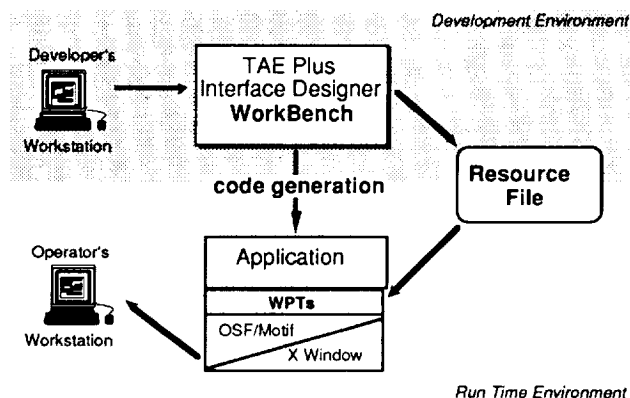 Development Environment
Developer's
Workstation
TAE Plus
Interface Designer
WorkBench
code generation
Resource
File
Operator's
Workstation
Application
WPTs
OSF/Motif
X Window
Run Time Environment